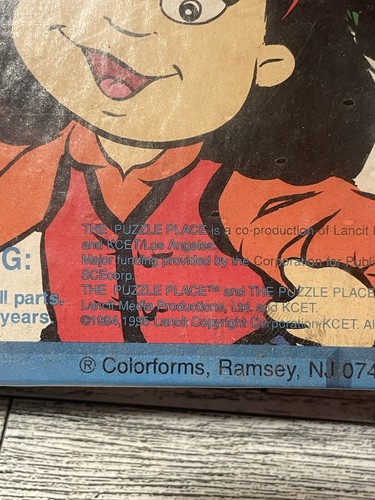 THE PUZZLE PLACE is a co-production of Lancit
and KCET/Los Angeles.
Major funding provided by the Corporation for Publi
SCEcorp.
THE PUZZLE PLACE™ and THE PUZZLE PLACE
Lancit Media Productions, Ltd. and KCET.
©1994, 1995 Lancit Copyright Corporation/KCET. Al
G:
ll parts.
years.
® Colorforms, Ramsey, NJ 074